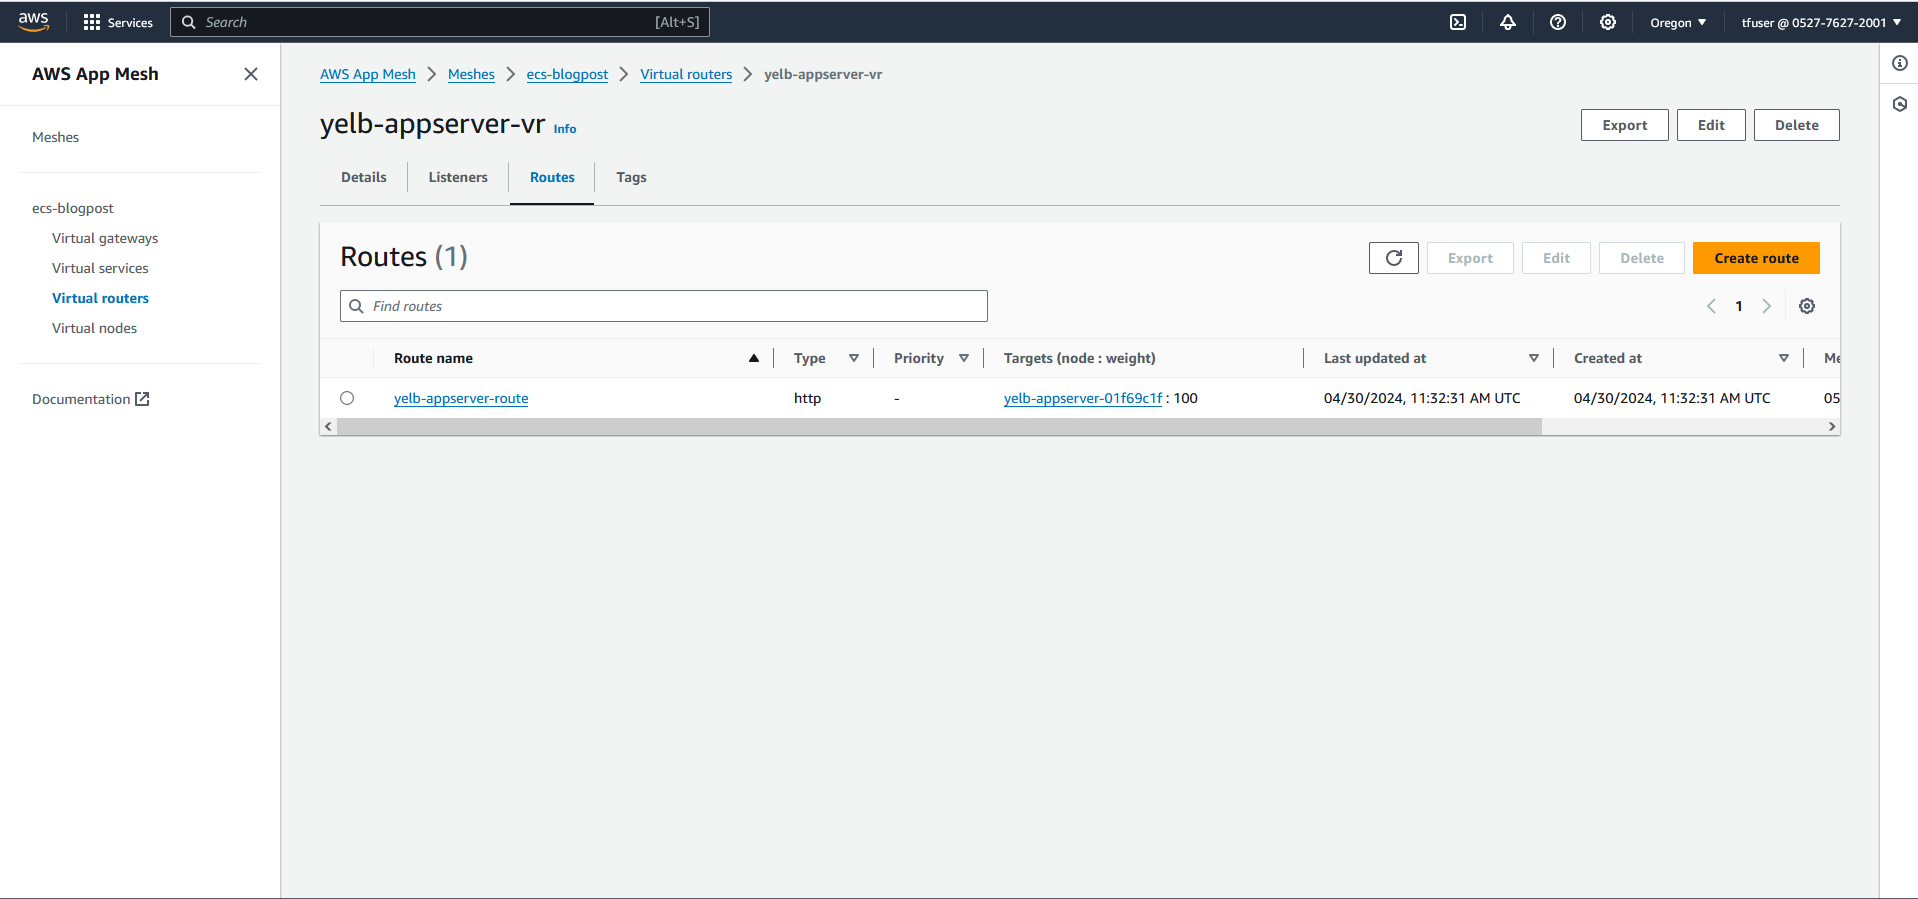 aws Services Search [Alt+S] Oregon tfuser @ 0527-7627-2001
AWS App Mesh
Meshes
ecs-blogpost
Virtual gateways
Virtual services
Virtual routers
Virtual nodes
Documentation
AWS App Mesh Meshes ecs-blogpost Virtual routers yelb-appserver-vr
yelb-appserver-vr Info
Export Edit Delete
Details Listeners Routes Tags
Routes (1)
Export Edit Delete Create route
Find routes
1
Route name Type Priority Targets (node : weight) Last updated at Created at
yelb-appserver-route http - yelb-appserver-01f69c1f : 100 04/30/2024, 11:32:31 AM UTC 04/30/2024, 11:32:31 AM UTC 05